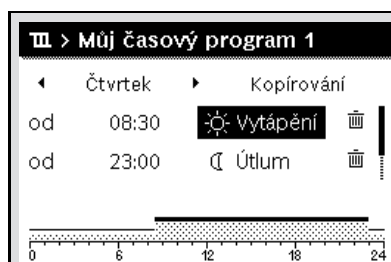 > Můj časový program 1
Čtvrtek Kopírování
od 08:30 Vytápění
od 23:00 Útlum
0 6 12 18 24